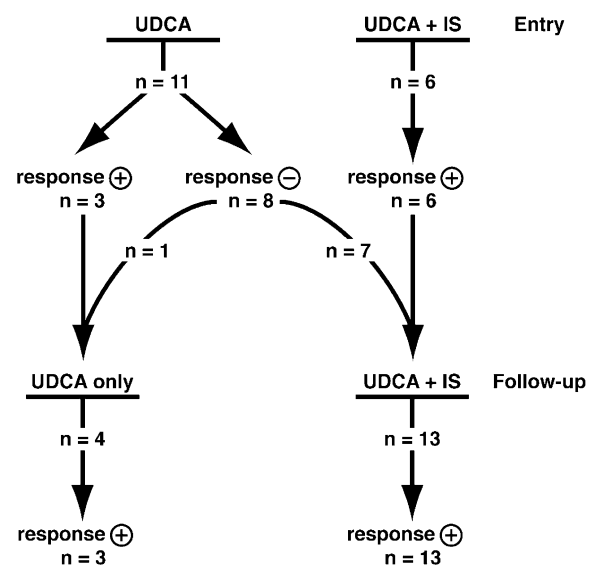 UDCA
UDCA + IS
Entry
n = 11
n = 6
response +
response −
response +
n = 3
n = 8
n = 6
n = 1
n = 7
UDCA only
UDCA + IS
Follow-up
n = 4
n = 13
response +
response +
n = 3
n = 13